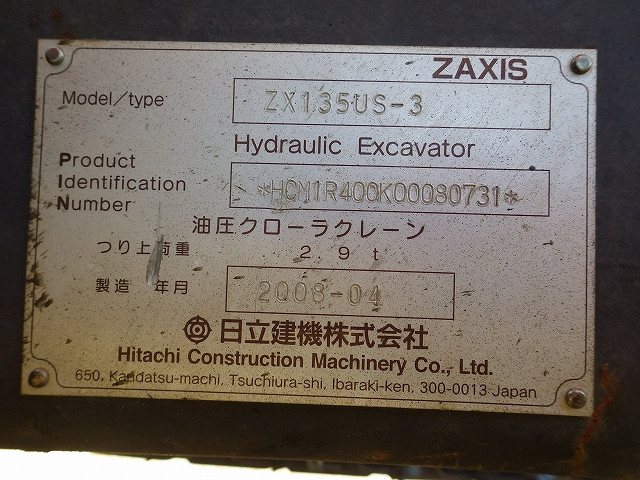 ZAXIS
Model/type ZX135US-3
Hydraulic Excavator
Product
Identification
Number
*HCM1R400K00080731*
油圧クローラクレーン
つり上荷重 2.9 t
製造 年月 2008-04
日立建機株式会社
Hitachi Construction Machinery Co., Ltd.
650, Kandatsu-machi, Tsuchiura-shi, Ibaraki-ken, 300-0013 Japan